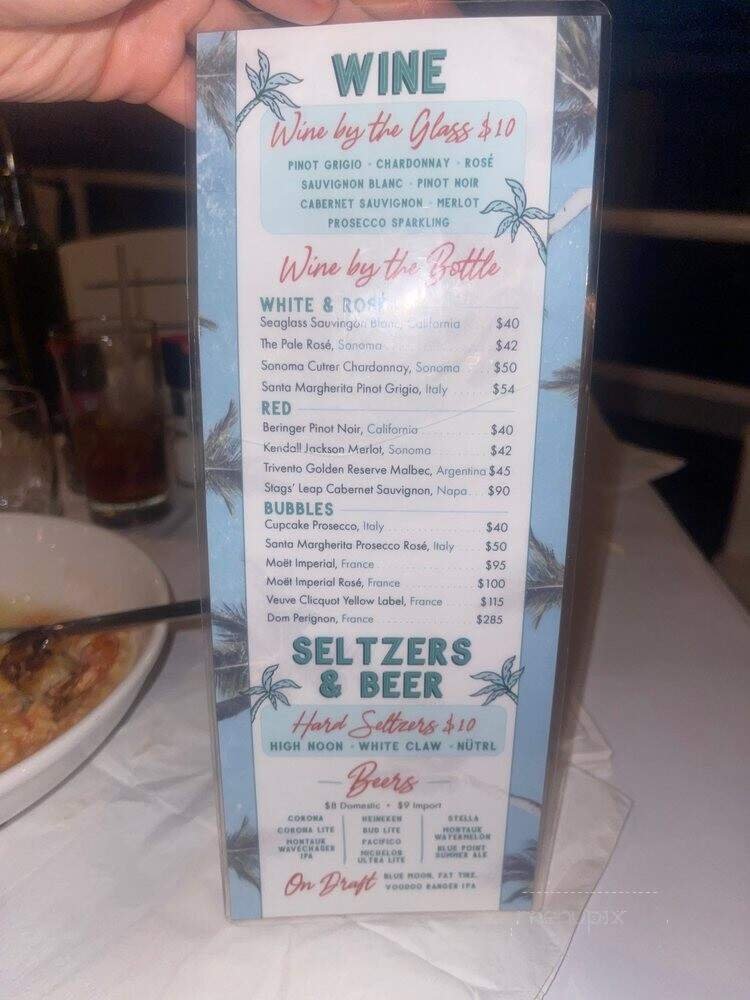 WINE
Wine by the Glass $10
PINOT GRIGIO · CHARDONNAY · ROSÉ
SAUVIGNON BLANC · PINOT NOIR
CABERNET SAUVIGNON · MERLOT
PROSECCO SPARKLING
Wine by the Bottle
WHITE & ROSÉ
Seaglass Sauvingon Blanc, California $40
The Pale Rosé, Sonoma $42
Sonoma Cutrer Chardonnay, Sonoma $50
Santa Margherita Pinot Grigio, Italy $54
RED
Beringer Pinot Noir, California $40
Kendall Jackson Merlot, Sonoma $42
Trivento Golden Reserve Malbec, Argentina $45
Stags' Leap Cabernet Sauvignon, Napa $90
BUBBLES
Cupcake Prosecco, Italy $40
Santa Margherita Prosecco Rosé, Italy $50
Moët Imperial, France $95
Moët Imperial Rosé, France $100
Veuve Clicquot Yellow Label, France $115
Dom Perignon, France $285
SELTZERS
& BEER
Hard Seltzers $10
HIGH NOON · WHITE CLAW · NÜTRL
Beers
$8 Domestic • $9 Import
CORONA
CORONA LITE
MONTAUK
WAVECHASER
IPA
HEINEKEN
BUD LITE
PACIFICO
MICHELOB
ULTRA LITE
STELLA
MONTAUK
WATERMELON
BLUE POINT
SUMMER ALE
On Draft
BLUE MOON, FAT TIRE,
VOODOO RANGER IPA